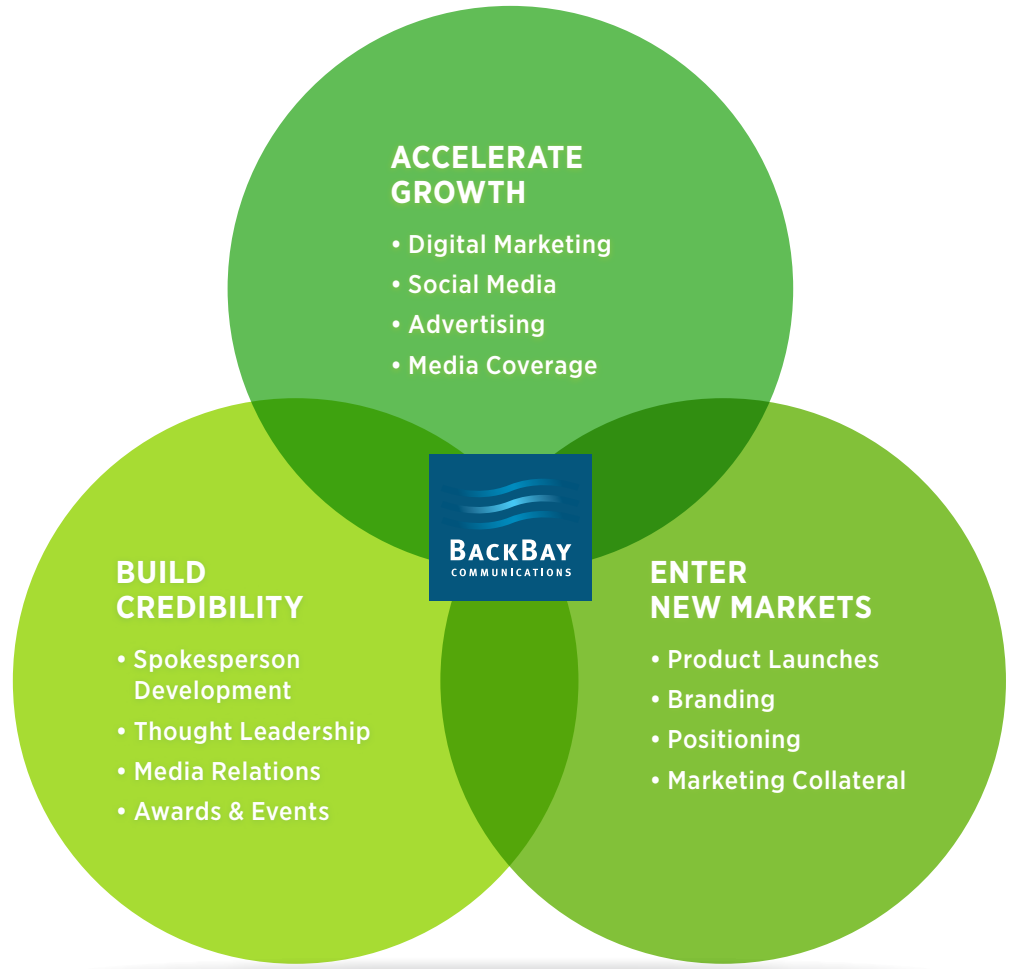 ACCELERATE
GROWTH
• Digital Marketing
• Social Media
• Advertising
• Media Coverage
BACKBAY
COMMUNICATIONS
BUILD
CREDIBILITY
• Spokesperson
Development
• Thought Leadership
• Media Relations
• Awards & Events
ENTER
NEW MARKETS
• Product Launches
• Branding
• Positioning
• Marketing Collateral